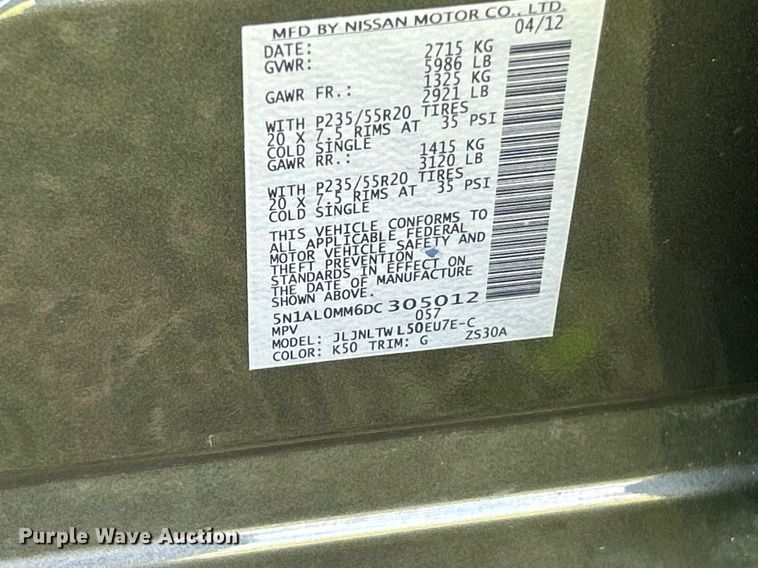 MFD BY NISSAN MOTOR CO., LTD.
DATE: 04/12
GVWR: 2715 KG
5986 LB
GAWR FR.: 1325 KG
2921 LB
WITH P235/55R20 TIRES
20 X 7.5 RIMS AT 35 PSI
COLD SINGLE
GAWR RR.: 1415 KG
3120 LB
WITH P235/55R20 TIRES
20 X 7.5 RIMS AT 35 PSI
COLD SINGLE
THIS VEHICLE CONFORMS TO
ALL APPLICABLE FEDERAL
MOTOR VEHICLE SAFETY AND
THEFT PREVENTION
STANDARDS IN EFFECT ON
THE DATE OF MANUFACTURE
SHOWN ABOVE.
5N1AL0MM6DC305012
MPV 057
MODEL: JLJNLTWL50EU7E-C
COLOR: K50 TRIM: G ZS30A
Purple Wave Auction